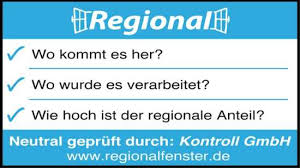 Regional
Wo kommt es her?
Wo wurde es verarbeitet?
Wie hoch ist der regionale Anteil?
Neutral geprüft durch: Kontroll GmbH
www.regionalfenster.de